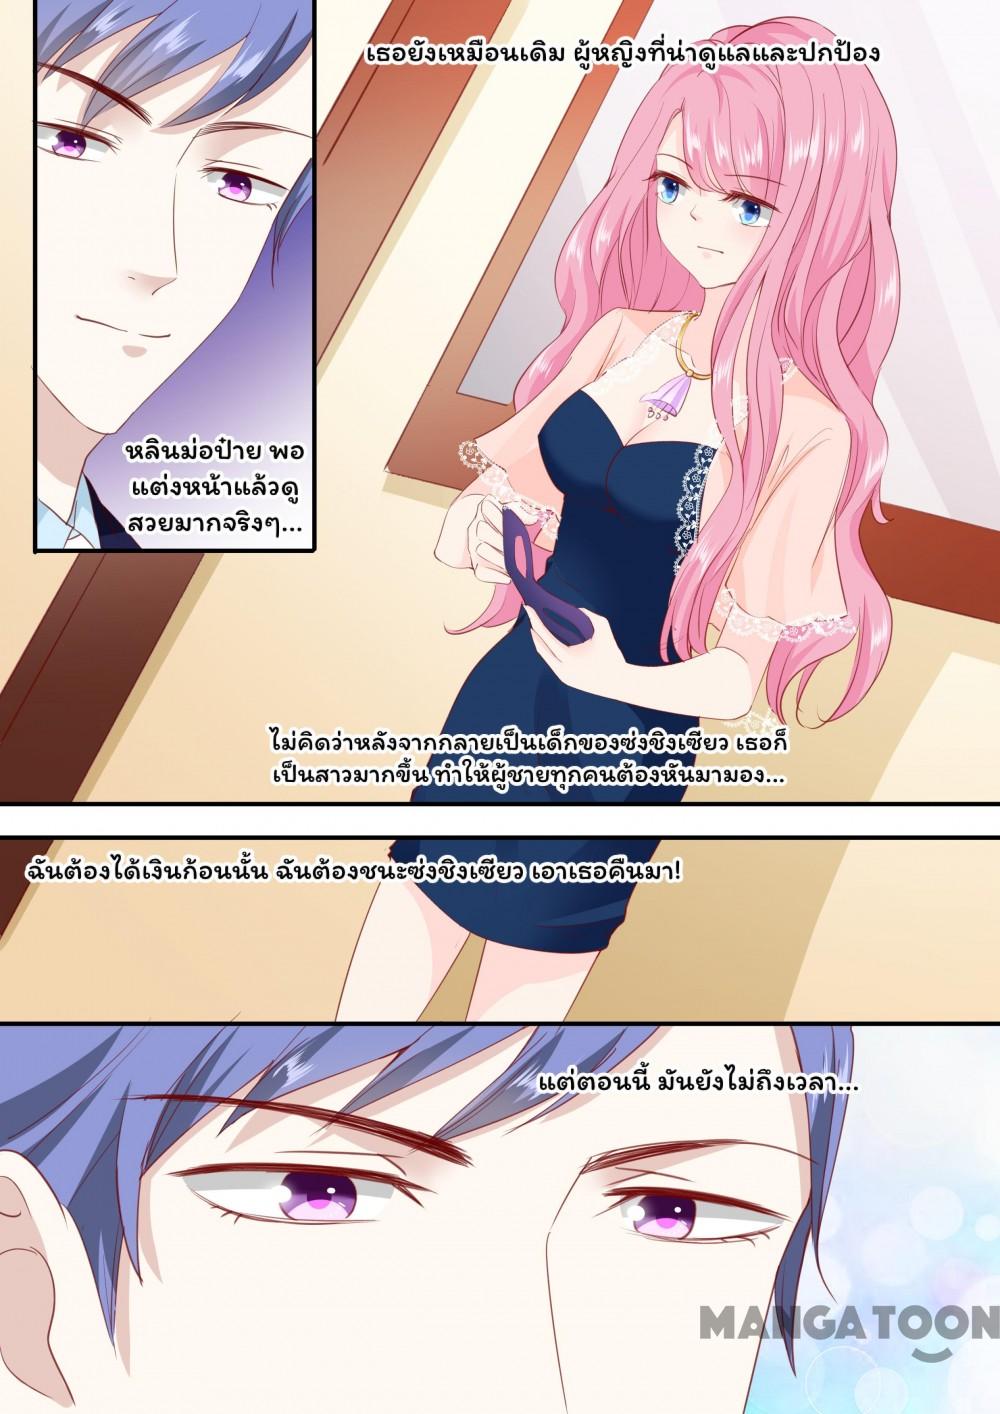 เธอยังเหมือนเดิม ผู้หญิงที่น่าดูแลและปกป้อง
หลินม่อป๋าย พอ
แต่งหน้าแล้วดู
สวยมากจริงๆ...
ไม่คิดว่าหลังจากกลายเป็นเด็กของซ่งชิงเซียว เธอก็
เป็นสาวมากขึ้น ทำให้ผู้ชายทุกคนต้องหันมามอง...
ฉันต้องได้เงินก้อนนั้น ฉันต้องชนะซ่งชิงเซียว เอาเธอคืนมา!
แต่ตอนนี้ มันยังไม่ถึงเวลา...
MANGATOON